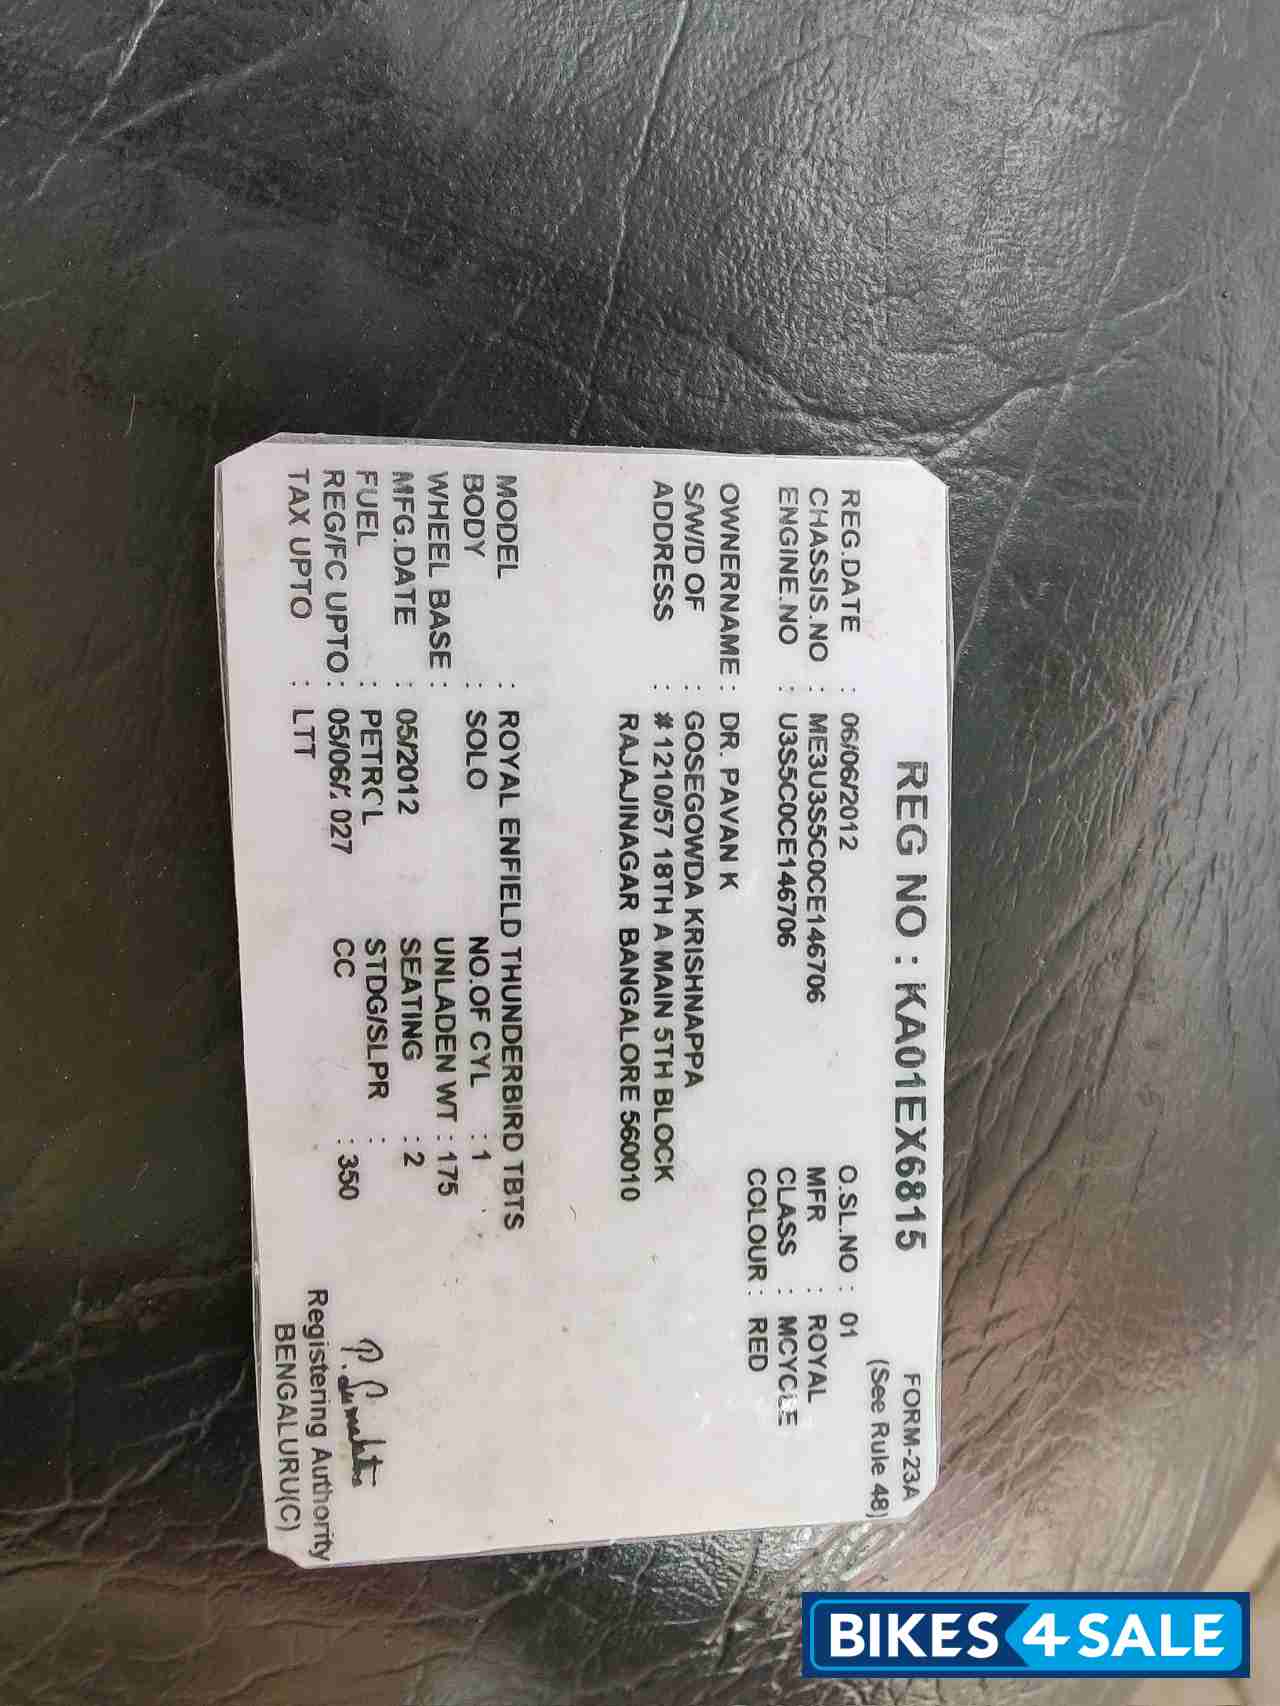 FORM-23A
REG NO : KA01EX6815 (See Rule 48)
REG.DATE : 06/06/2012 O.SL.NO : 01
CHASSIS.NO : ME3U3S5C0CE146706 MFR : ROYAL
ENGINE.NO : U3S5C0CE146706 CLASS : MCYCLE
COLOUR : RED
OWNERNAME : DR. PAVAN K
S/W/D OF : GOSEGOWDA KRISHNAPPA
ADDRESS : # 1210/57 18TH A MAIN 5TH BLOCK
RAJAJINAGAR BANGALORE 560010
MODEL : ROYAL ENFIELD THUNDERBIRD TBTS
BODY : SOLO NO.OF CYL : 1
WHEEL BASE : UNLADEN WT : 175
MFG.DATE : 05/2012 SEATING : 2
FUEL : PETROL STDG/SLPR :
REG/FC UPTO : 05/06/2027 CC : 350
TAX UPTO : LTT
Registering Authority
BENGALURU(C)
BIKES4SALE